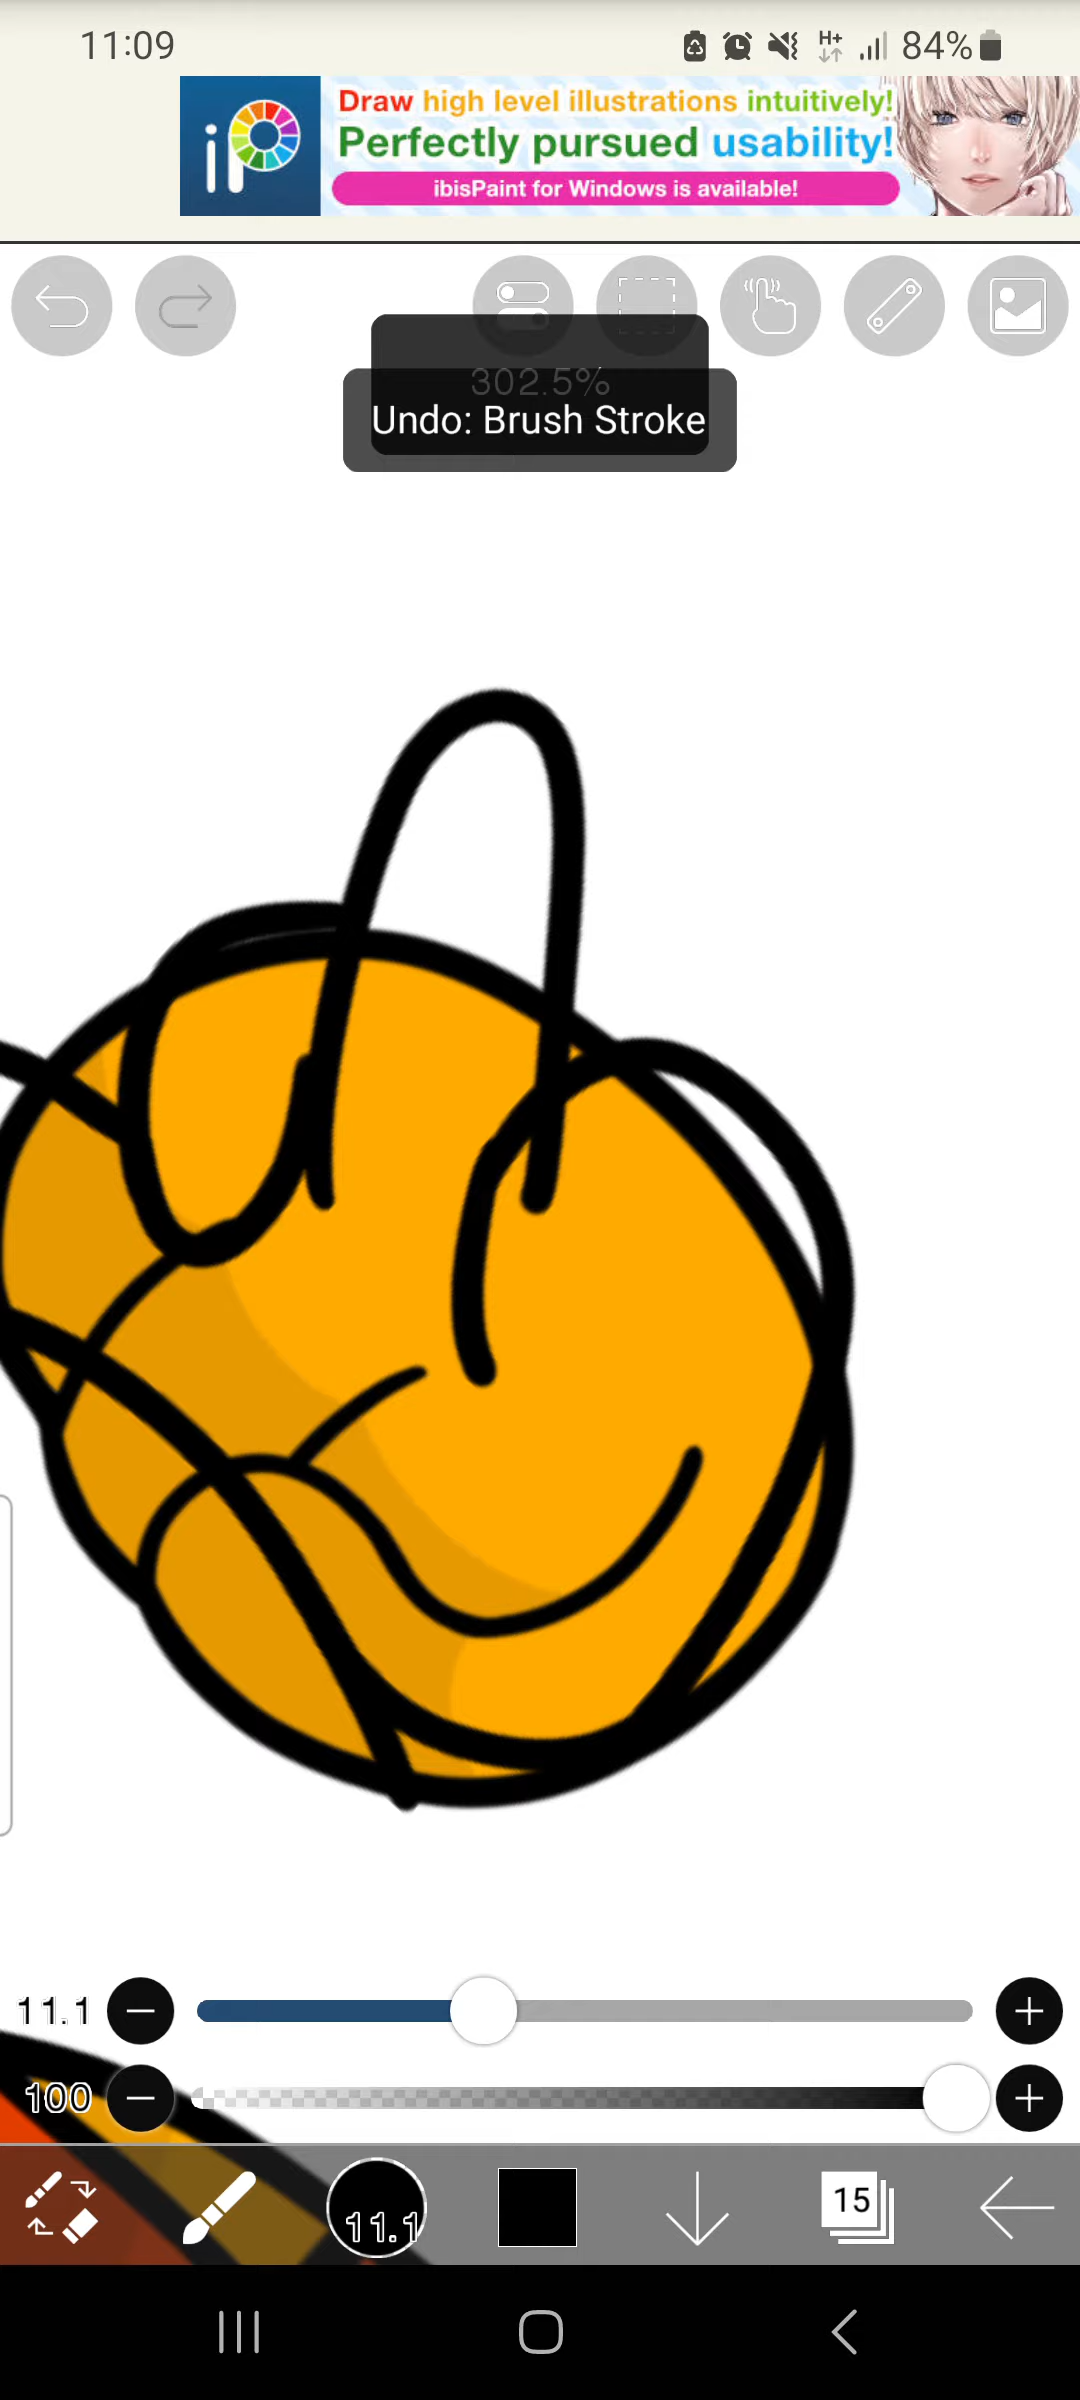 11:09
H+
84%
iP
Draw high level illustrations intuitively!
Perfectly pursued usability!
ibisPaint for Windows is available!
302.5%
Undo: Brush Stroke
11.1
100
11.1
15